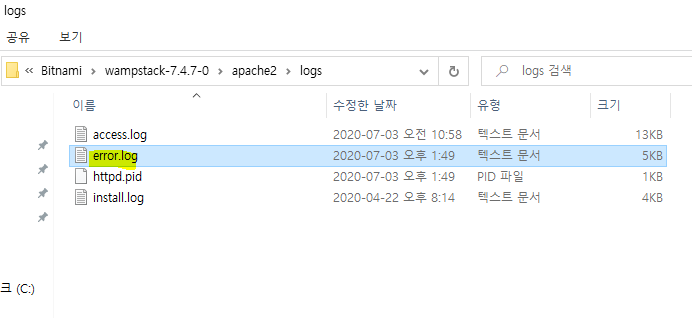 logs
공유 보기
« Bitnami > wampstack-7.4.7-0 > apache2 > logs logs 검색
이름 수정한 날짜 유형 크기
access.log 2020-07-03 오전 10:58 텍스트 문서 13KB
error.log 2020-07-03 오후 1:49 텍스트 문서 5KB
httpd.pid 2020-07-03 오후 1:49 PID 파일 1KB
install.log 2020-04-22 오후 8:14 텍스트 문서 4KB
크 (C:)